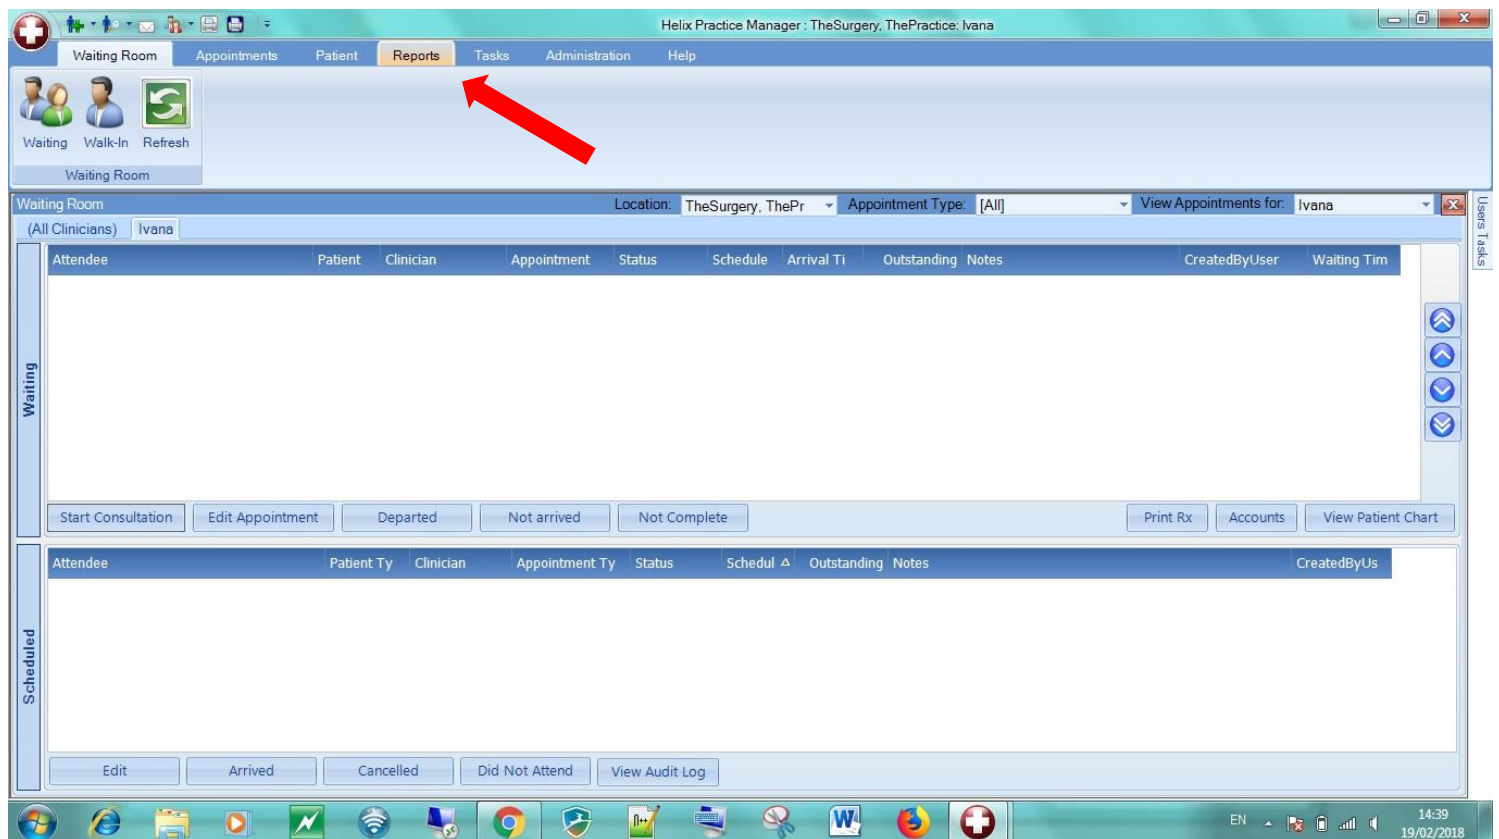 Helix Practice Manager : TheSurgery, ThePractice: Ivana
Waiting Room Appointments Patient Reports Tasks Administration Help
Waiting Walk-In Refresh
Waiting Room
Waiting Room Location: TheSurgery, ThePr Appointment Type: [All] View Appointments for: Ivana
Users Tasks
(All Clinicians) Ivana
Attendee Patient Clinician Appointment Status Schedule Arrival Ti Outstanding Notes CreatedByUser Waiting Tim
Waiting
Start Consultation Edit Appointment Departed Not arrived Not Complete Print Rx Accounts View Patient Chart
Attendee Patient Ty Clinician Appointment Ty Status Schedul Outstanding Notes CreatedByUs
Scheduled
Edit Arrived Cancelled Did Not Attend View Audit Log
EN 14:39
19/02/2018